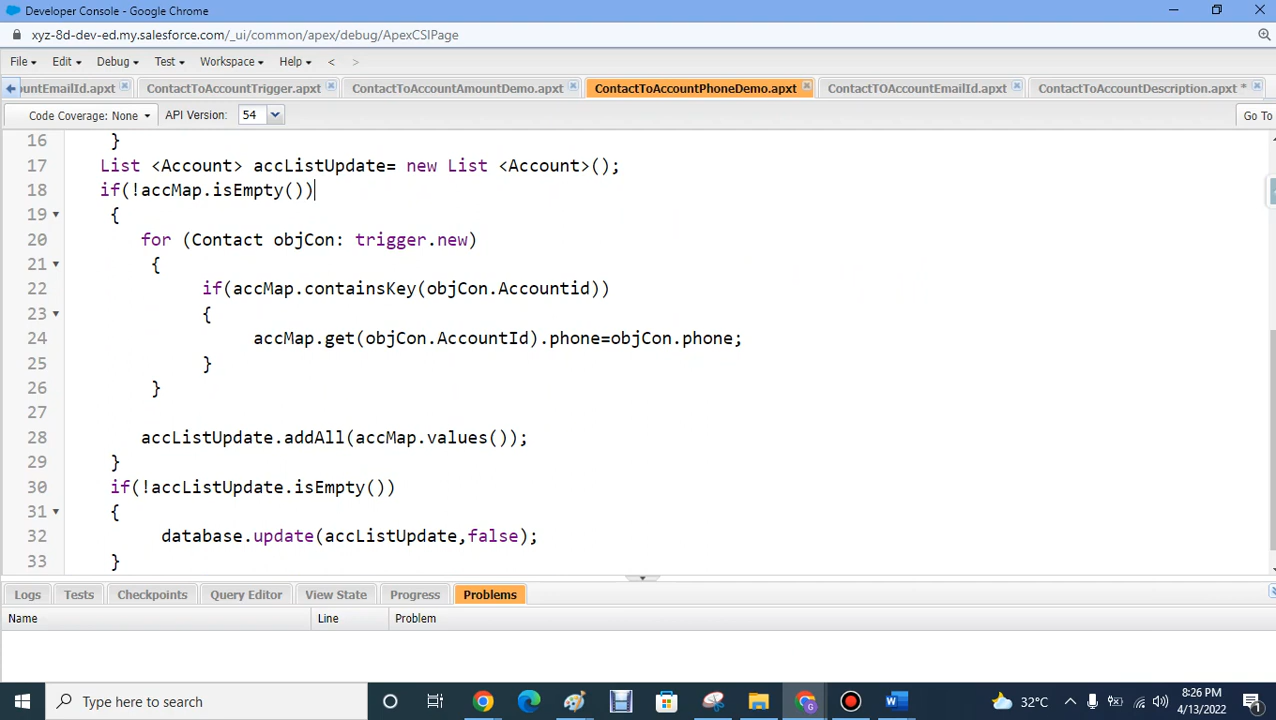 Developer Console - Google Chrome
xyz-8d-dev-ed.my.salesforce.com/_ui/common/apex/debug/ApexCSIPage
File Edit Debug Test Workspace Help < >
ountEmailId.apxt ContactToAccountTrigger.apxt ContactToAccountAmountDemo.apxt ContactToAccountPhoneDemo.apxt ContactTOAccountEmailId.apxt ContactToAccountDescription.apxt *
Code Coverage: None API Version: 54 Go To
16 }
17 List <Account> accListUpdate= new List <Account>();
18 if(!accMap.isEmpty())
19 {
20 for (Contact objCon: trigger.new)
21 {
22 if(accMap.containsKey(objCon.Accountid))
23 {
24 accMap.get(objCon.AccountId).phone=objCon.phone;
25 }
26 }
27
28 accListUpdate.addAll(accMap.values());
29 }
30 if(!accListUpdate.isEmpty())
31 {
32 database.update(accListUpdate,false);
33 }
Logs Tests Checkpoints Query Editor View State Progress Problems
Name Line Problem
Type here to search 32°C 8:26 PM
4/13/2022